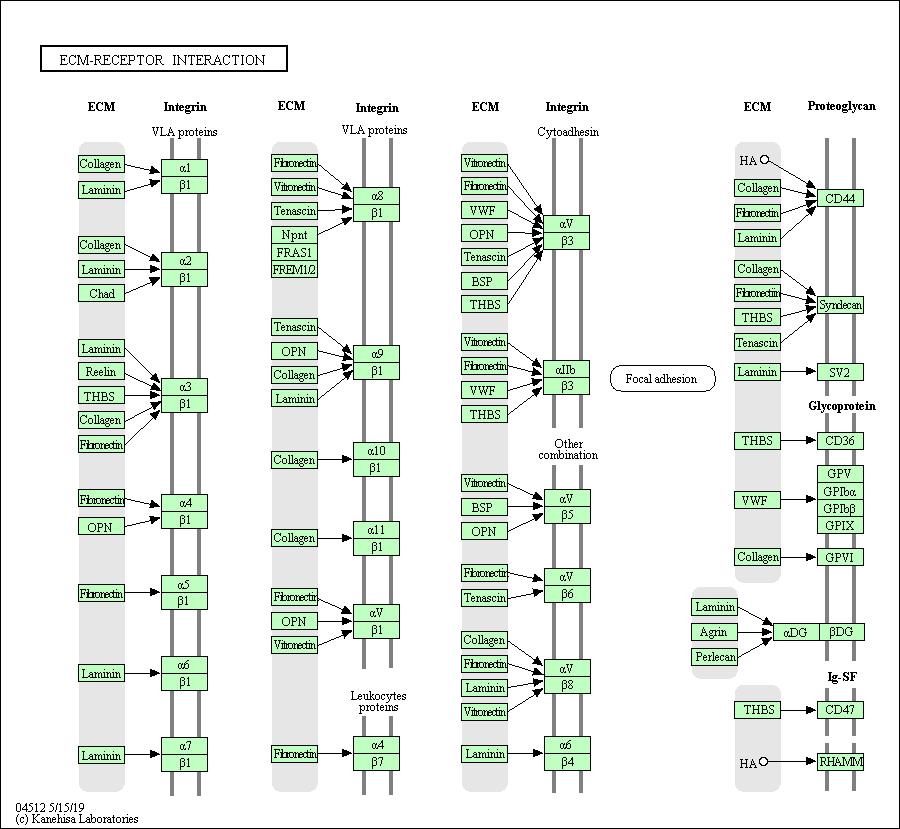 ECM-RECEPTOR INTERACTION
ECM
Integrin
VLA proteins
Collagen
Laminin
α1
β1
Collagen
Laminin
Chad
α2
β1
Laminin
Reelin
THBS
Collagen
Fibronectin
α3
β1
Fibronectin
OPN
α4
β1
Fibronectin
α5
β1
Laminin
α6
β1
Laminin
α7
β1
ECM
Integrin
VLA proteins
Fibronectin
Vitronectin
Tenascin
Npnt
FRAS1
FREM1/2
α8
β1
Tenascin
OPN
Collagen
Laminin
α9
β1
Collagen
α10
β1
Collagen
α11
β1
Fibronectin
OPN
Vitronectin
αV
β1
Leukocytes
proteins
Fibronectin
α4
β7
ECM
Integrin
Cytoadhesin
Vitronectin
Fibronectin
VWF
OPN
Tenascin
BSP
THBS
αV
β3
Vitronectin
Fibronectin
VWF
THBS
αIIb
β3
Other
combination
Vitronectin
BSP
OPN
αV
β5
Fibronectin
Tenascin
αV
β6
Collagen
Fibronectin
Laminin
Vitronectin
αV
β8
Laminin
α6
β4
Focal adhesion
ECM
Proteoglycan
HA
Collagen
Fibronectin
Laminin
CD44
Collagen
Fibronectiin
THBS
Tenascin
Syndecan
Laminin
SV2
Glycoprotein
THBS
CD36
VWF
GPV
GPIbα
GPIbβ
GPIX
Collagen
GPVI
Laminin
Agrin
Perlecan
αDG
βDG
Ig-SF
THBS
CD47
HA
RHAMM
04512 5/15/19
(c) Kanehisa Laboratories